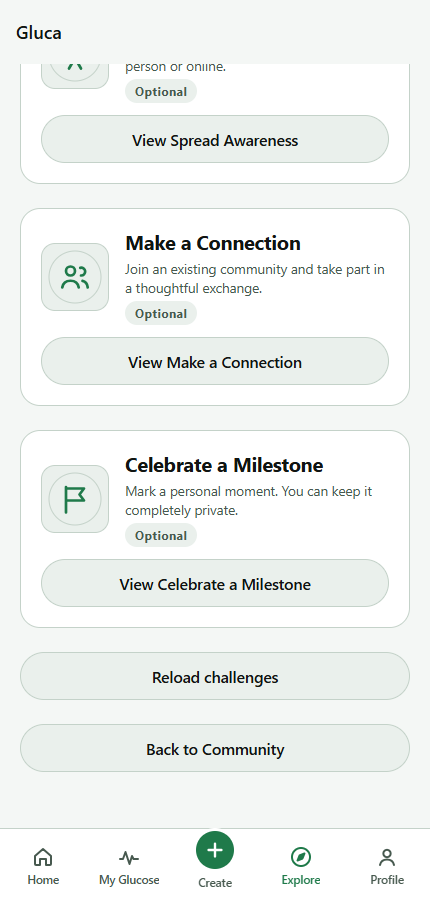 Gluca
person or online.
Optional
View Spread Awareness
Make a Connection
Join an existing community and take part in
a thoughtful exchange.
Optional
View Make a Connection
Celebrate a Milestone
Mark a personal moment. You can keep it
completely private.
Optional
View Celebrate a Milestone
Reload challenges
Back to Community
Home
My Glucose
Create
Explore
Profile